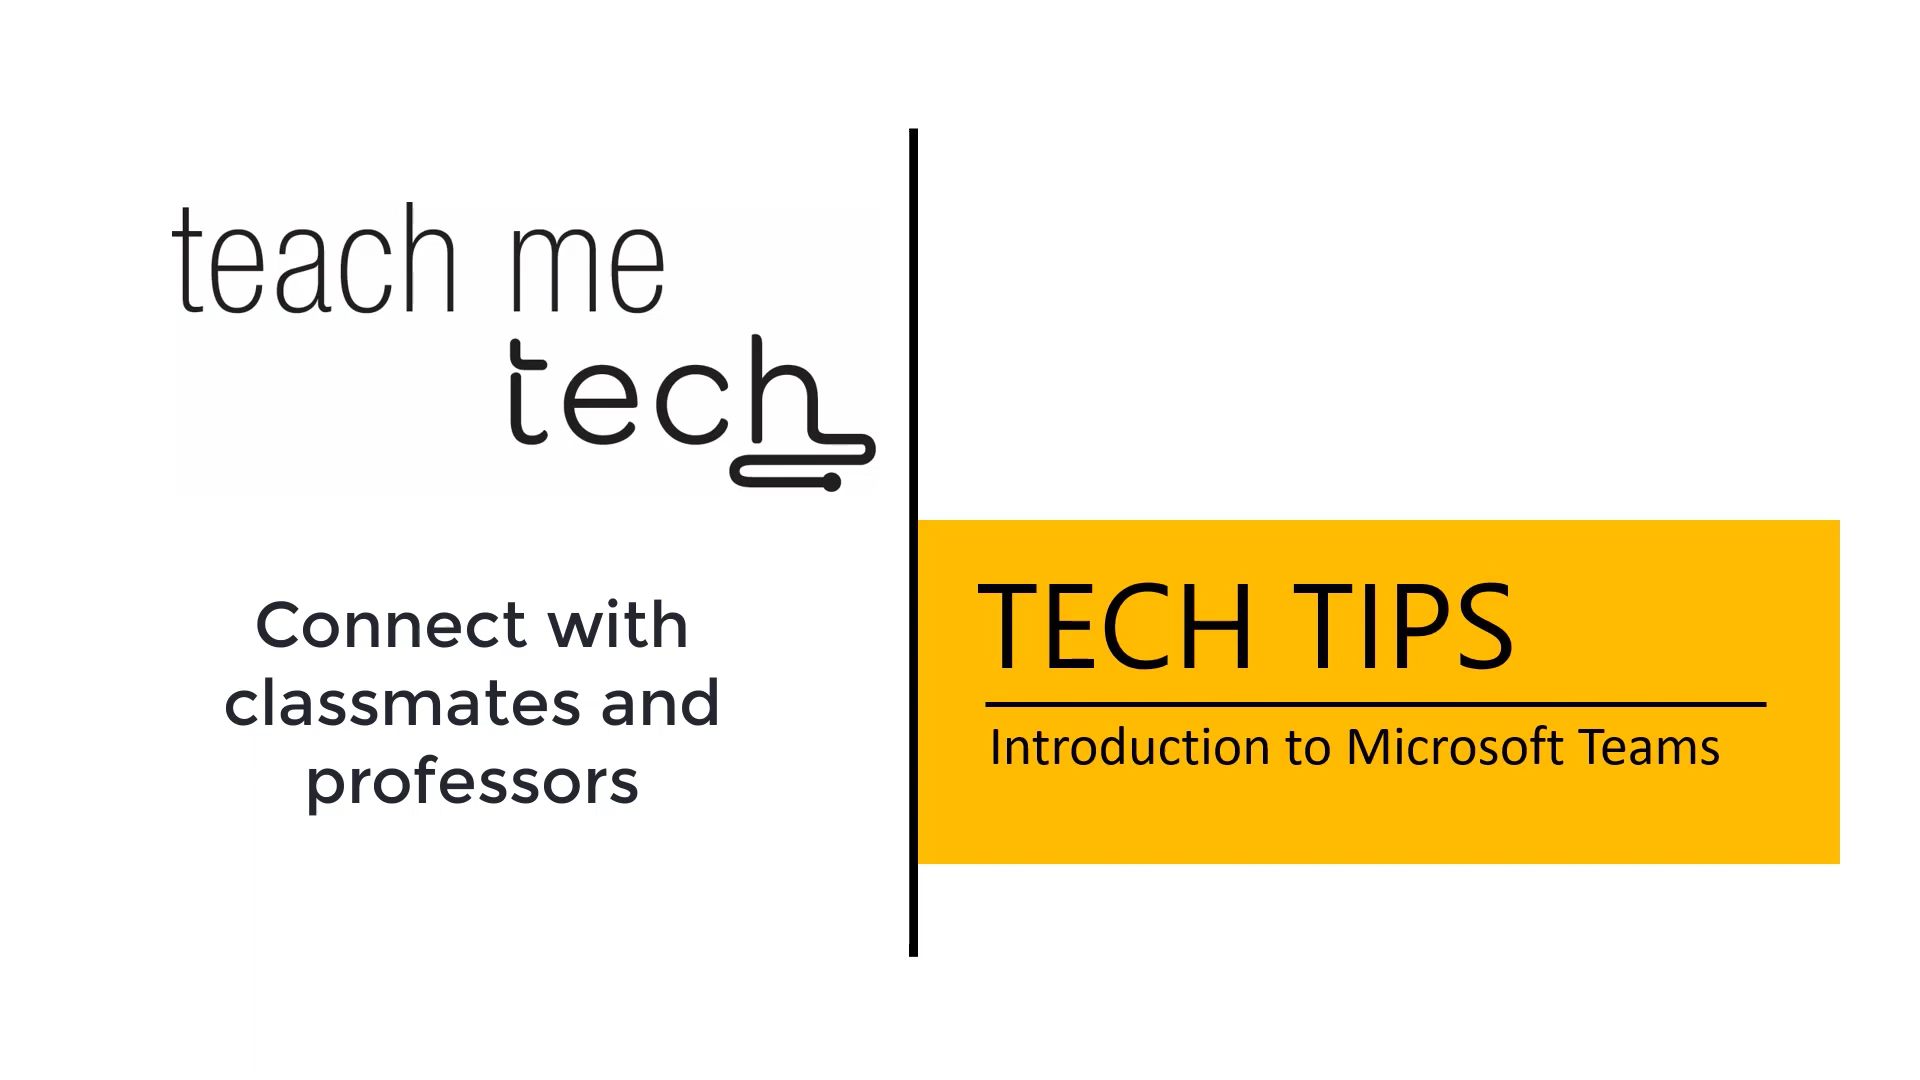 teach me
tech
Connect with
classmates and
professors
TECH TIPS
Introduction to Microsoft Teams